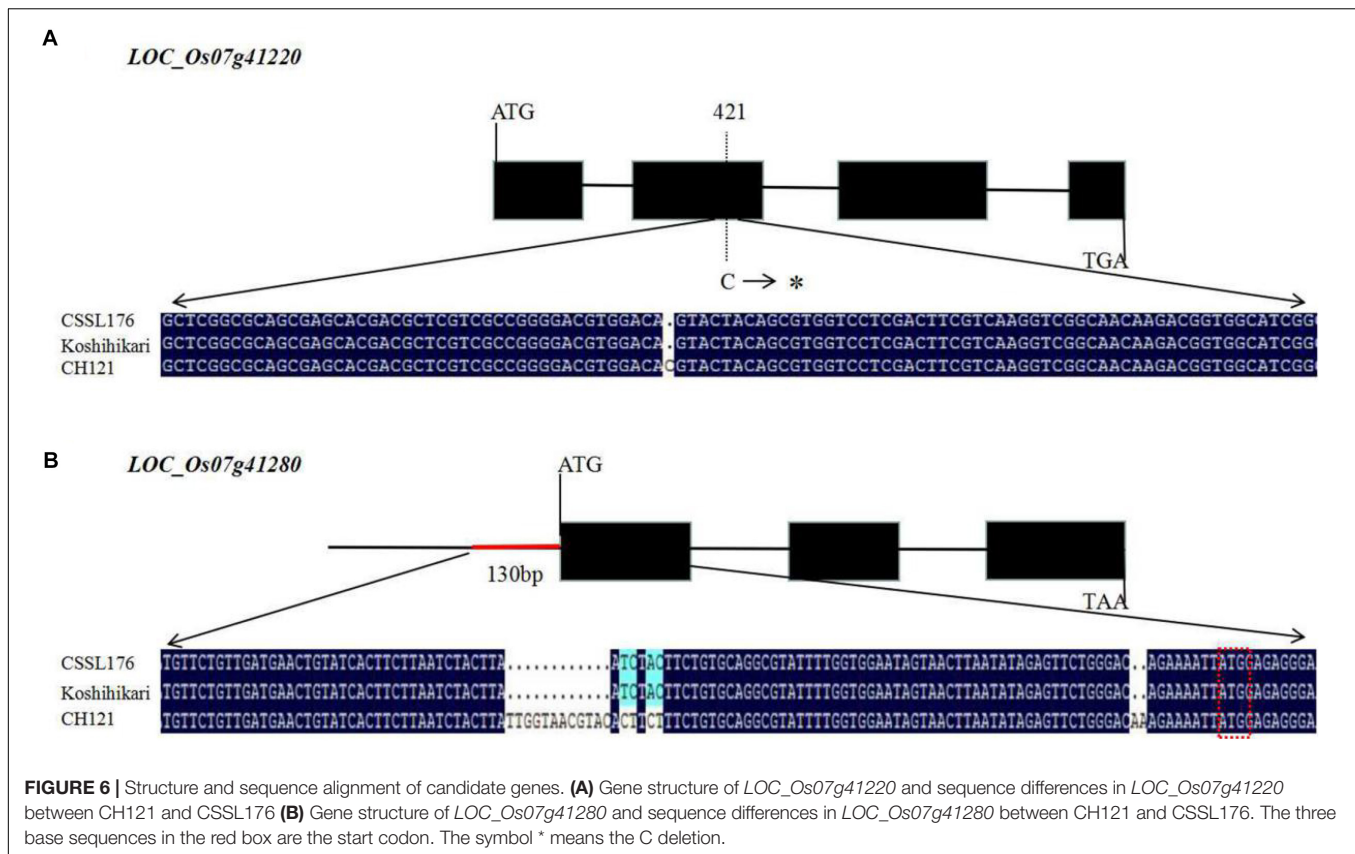 A
LOC_Os07g41220
ATG
421
TGA
C → *
CSSL176 GCTCGGCGCAGCGAGCACGACGCTCGTCGCCGGGGACGTGGACA.GTACTACAGCGTGGTCCTCGACTTCGTCAAGGTCGGCAACAAGACGGTGGCATCGG
Koshihikari GCTCGGCGCAGCGAGCACGACGCTCGTCGCCGGGGACGTGGACA.GTACTACAGCGTGGTCCTCGACTTCGTCAAGGTCGGCAACAAGACGGTGGCATCGG
CH121 GCTCGGCGCAGCGAGCACGACGCTCGTCGCCGGGGACGTGGACACGTACTACAGCGTGGTCCTCGACTTCGTCAAGGTCGGCAACAAGACGGTGGCATCGG
B
LOC_Os07g41280
ATG
130bp
TAA
CSSL176 TGTTCTGTTGATGAACTGTATCACTTCTTAATCTACTTA............ATCTACTTCTGTGCAGGCGTATTTTGGTGGAATAGTAACTTAATATAGAGTTCTGGGAC..AGAAAATTATGGAGAGGGA
Koshihikari TGTTCTGTTGATGAACTGTATCACTTCTTAATCTACTTA............ATCTACTTCTGTGCAGGCGTATTTTGGTGGAATAGTAACTTAATATAGAGTTCTGGGAC..AGAAAATTATGGAGAGGGA
CH121 TGTTCTGTTGATGAACTGTATCACTTCTTAATCTACTTATTGGTAACGTACACTTCTTTCTGTGCAGGCGTATTTTGGTGGAATAGTAACTTAATATAGAGTTCTGGGACAAAGAAAATTATGGAGAGGGA
FIGURE 6 | Structure and sequence alignment of candidate genes. (A) Gene structure of LOC_Os07g41220 and sequence differences in LOC_Os07g41220
between CH121 and CSSL176 (B) Gene structure of LOC_Os07g41280 and sequence differences in LOC_Os07g41280 between CH121 and CSSL176. The three
base sequences in the red box are the start codon. The symbol * means the C deletion.